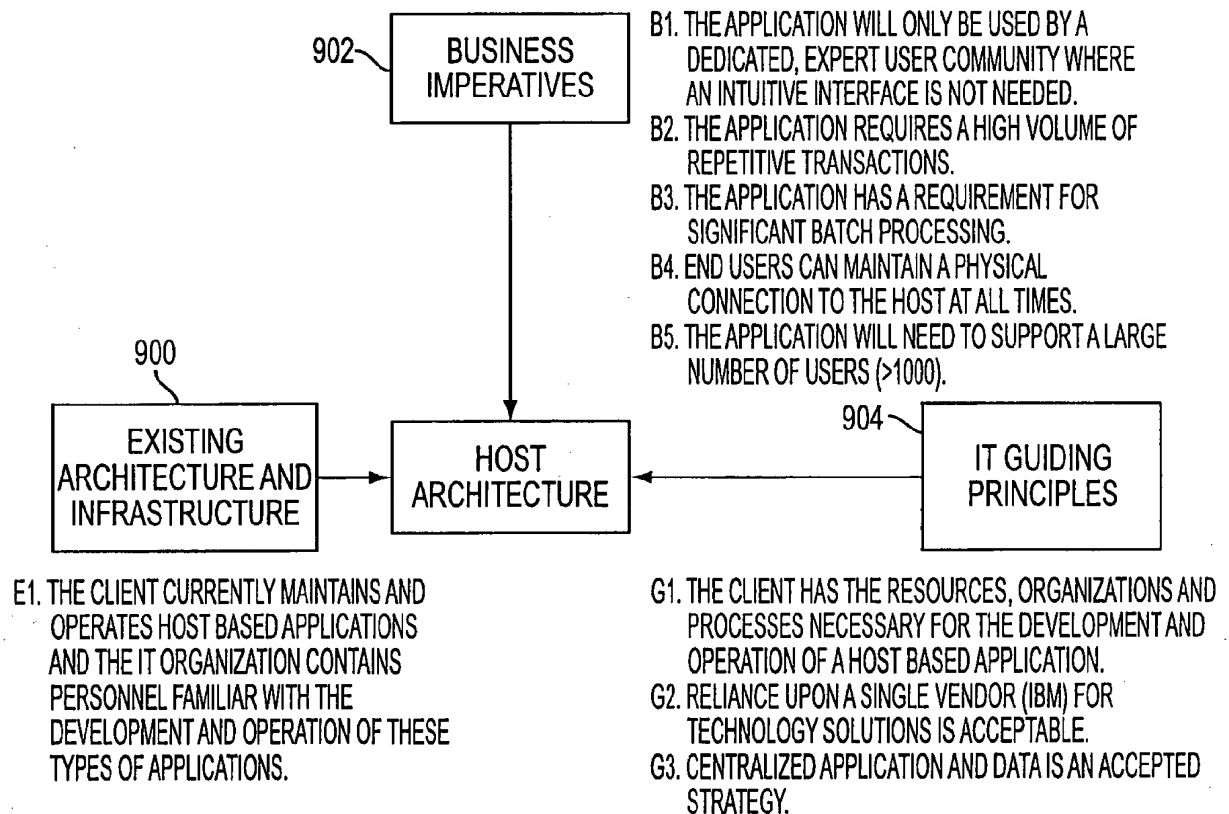 902
BUSINESS
IMPERATIVES
B1. THE APPLICATION WILL ONLY BE USED BY A
DEDICATED, EXPERT USER COMMUNITY WHERE
AN INTUITIVE INTERFACE IS NOT NEEDED.
B2. THE APPLICATION REQUIRES A HIGH VOLUME OF
REPETITIVE TRANSACTIONS.
B3. THE APPLICATION HAS A REQUIREMENT FOR
SIGNIFICANT BATCH PROCESSING.
B4. END USERS CAN MAINTAIN A PHYSICAL
CONNECTION TO THE HOST AT ALL TIMES.
B5. THE APPLICATION WILL NEED TO SUPPORT A LARGE
NUMBER OF USERS (>1000).
900
EXISTING
ARCHITECTURE AND
INFRASTRUCTURE
HOST
ARCHITECTURE
904
IT GUIDING
PRINCIPLES
E1. THE CLIENT CURRENTLY MAINTAINS AND
OPERATES HOST BASED APPLICATIONS
AND THE IT ORGANIZATION CONTAINS
PERSONNEL FAMILIAR WITH THE
DEVELOPMENT AND OPERATION OF THESE
TYPES OF APPLICATIONS.
G1. THE CLIENT HAS THE RESOURCES, ORGANIZATIONS AND
PROCESSES NECESSARY FOR THE DEVELOPMENT AND
OPERATION OF A HOST BASED APPLICATION.
G2. RELIANCE UPON A SINGLE VENDOR (IBM) FOR
TECHNOLOGY SOLUTIONS IS ACCEPTABLE.
G3. CENTRALIZED APPLICATION AND DATA IS AN ACCEPTED
STRATEGY.